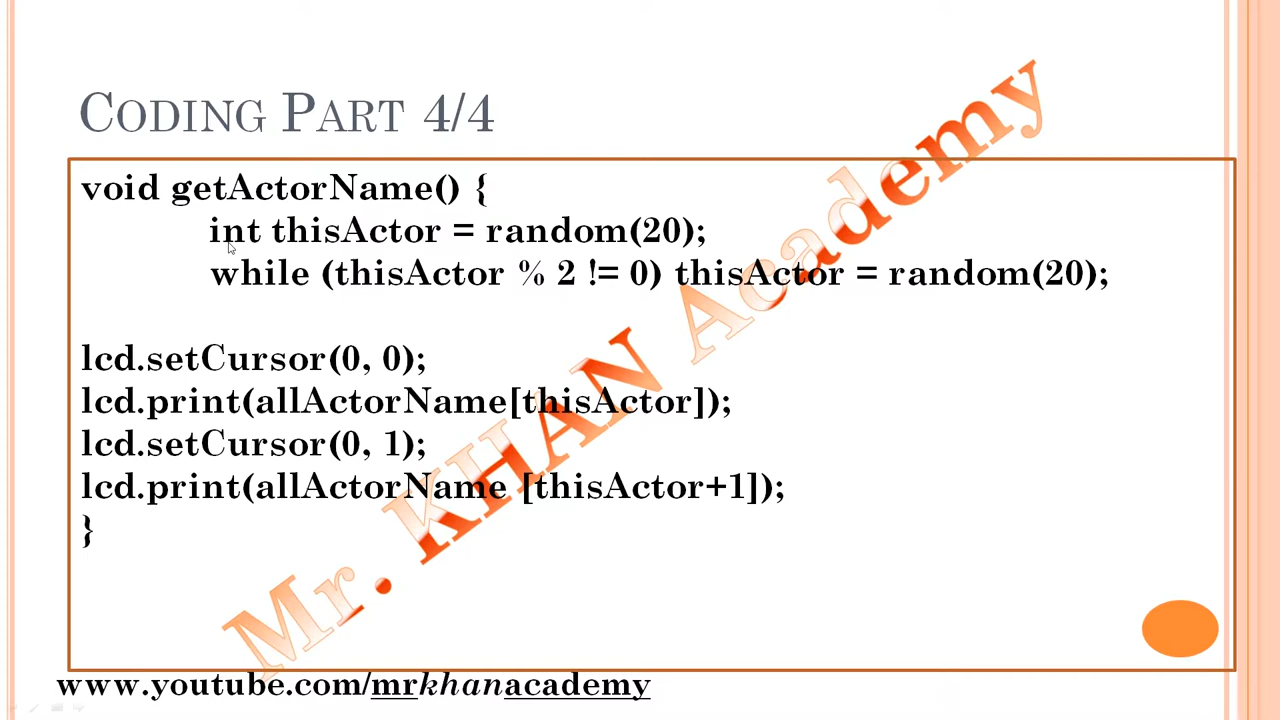 CODING PART 4/4
void getActorName() {
int thisActor = random(20);
while (thisActor % 2 != 0) thisActor = random(20);
lcd.setCursor(0, 0);
lcd.print(allActorName[thisActor]);
lcd.setCursor(0, 1);
lcd.print(allActorName [thisActor+1]);
}
Mr. KHAN Academy
www.youtube.com/mrkhanacademy